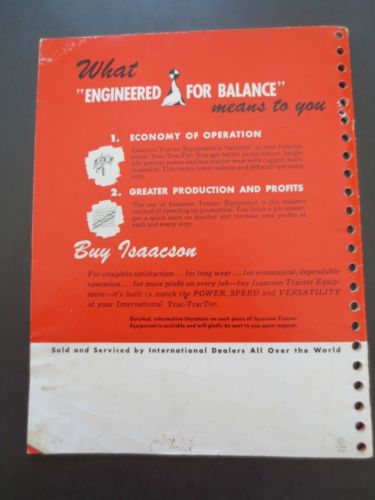 What
"ENGINEERED FOR BALANCE"
means to you
1. ECONOMY OF OPERATION
Isaacson Tractor Equipment is "tailored" to your Interna-
tional Trac-TracTor. You get better performance, longer
life, greater power and less tractor wear with rugged, built-
in quality. This means lower upkeep and reduced operating
cost.
2. GREATER PRODUCTION AND PROFITS
The use of Isaacson Equipment is the modern
method of speeding up production. You finish a job sooner,
get a quick start on another and increase your profits at
each and every step.
Buy Isaacson
For complete satisfaction . . . for long wear . . . for economical, dependable
operation . . . for more profit on every job—buy Isaacson Tractor Equip-
ment—it's built to match the POWER, SPEED and VERSATILITY
of your International Trac-TracTor.
Detailed, informative literature on each piece of Isaacson Tractor
Equipment is available and will gladly be sent to you upon request.
Sold and Serviced by International Dealers All Over the World